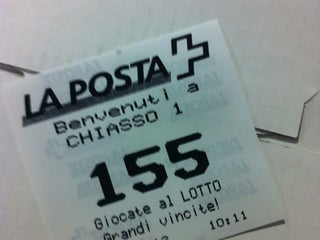 LA POSTA
Benvenuti a
CHIASSO 1
155
Giocate al LOTTO
Grandi vincite!
10:11